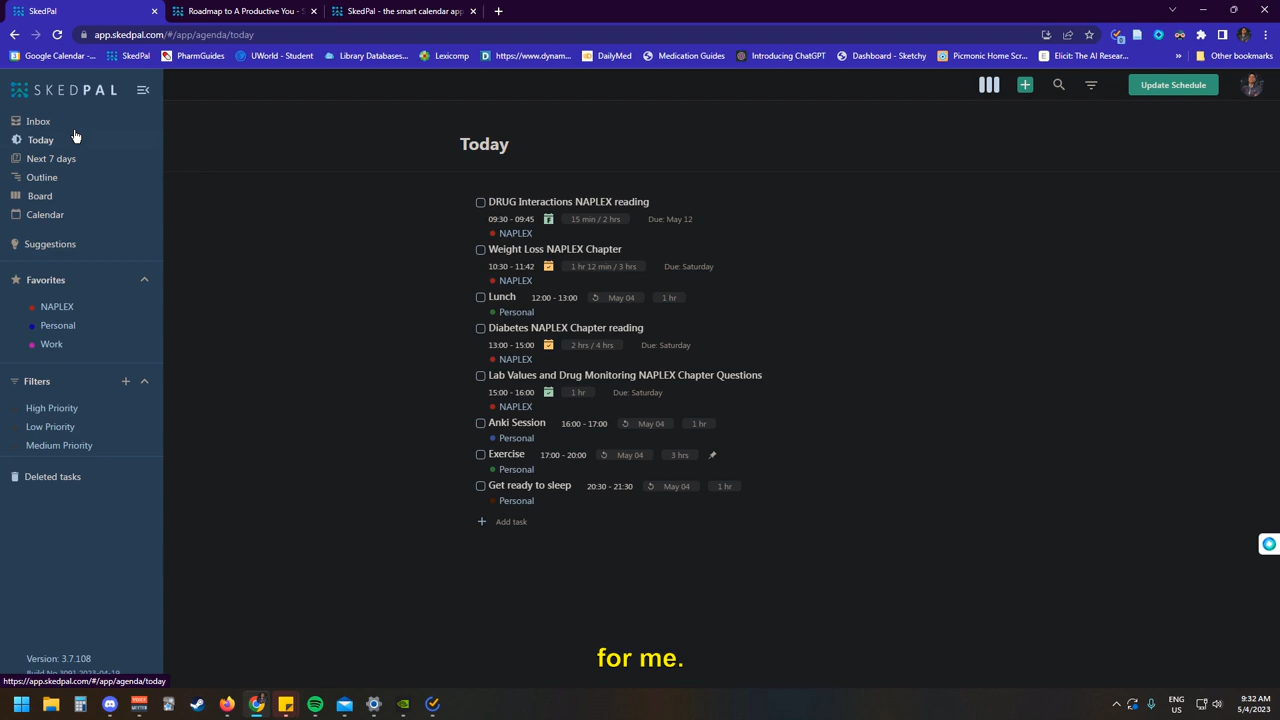 SkedPal
Roadmap to A Productive You - S
SkedPal - the smart calendar app
app.skedpal.com/#/app/agenda/today
Google Calendar -...
SkedPal
PharmGuides
UWorld - Student
Library Databases...
Lexicomp
https://www.dynam...
DailyMed
Medication Guides
Introducing ChatGPT
Dashboard - Sketchy
Picmonic Home Scr...
Elicit: The AI Resear...
Other bookmarks
SKEDPAL
Update Schedule
Inbox
Today
Next 7 days
Outline
Board
Calendar
Suggestions
Favorites
NAPLEX
Personal
Work
Filters
High Priority
Low Priority
Medium Priority
Deleted tasks
Today
DRUG Interactions NAPLEX reading
09:30 - 09:45 15 min / 2 hrs Due: May 12
NAPLEX
Weight Loss NAPLEX Chapter
10:30 - 11:42 1 hr 12 min / 3 hrs Due: Saturday
NAPLEX
Lunch 12:00 - 13:00 May 04 1 hr
Personal
Diabetes NAPLEX Chapter reading
13:00 - 15:00 2 hrs / 4 hrs Due: Saturday
NAPLEX
Lab Values and Drug Monitoring NAPLEX Chapter Questions
15:00 - 16:00 1 hr Due: Saturday
NAPLEX
Anki Session 16:00 - 17:00 May 04 1 hr
Personal
Exercise 17:00 - 20:00 May 04 3 hrs
Personal
Get ready to sleep 20:30 - 21:30 May 04 1 hr
Personal
Add task
for me.
Version: 3.7.108
https://app.skedpal.com/#/app/agenda/today
ENG
US
9:32 AM
5/4/2023